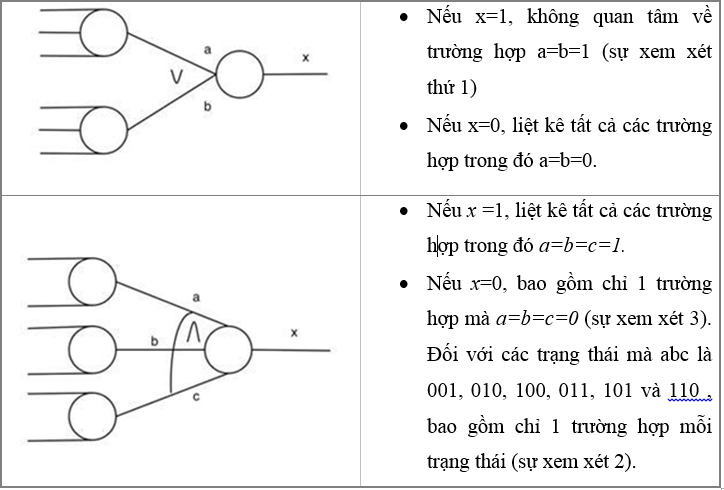 a
V
b
x
• Nếu x=1, không quan tâm về
trường hợp a=b=1 (sự xem xét
thứ 1)
• Nếu x=0, liệt kê tất cả các trường
hợp trong đó a=b=0.
a
b
Λ
c
x
• Nếu x =1, liệt kê tất cả các trường
hợp trong đó a=b=c=1.
• Nếu x=0, bao gồm chỉ 1 trường
hợp mà a=b=c=0 (sự xem xét 3).
Đối với các trạng thái mà abc là
001, 010, 100, 011, 101 và 110 ,
bao gồm chỉ 1 trường hợp mỗi
trạng thái (sự xem xét 2).